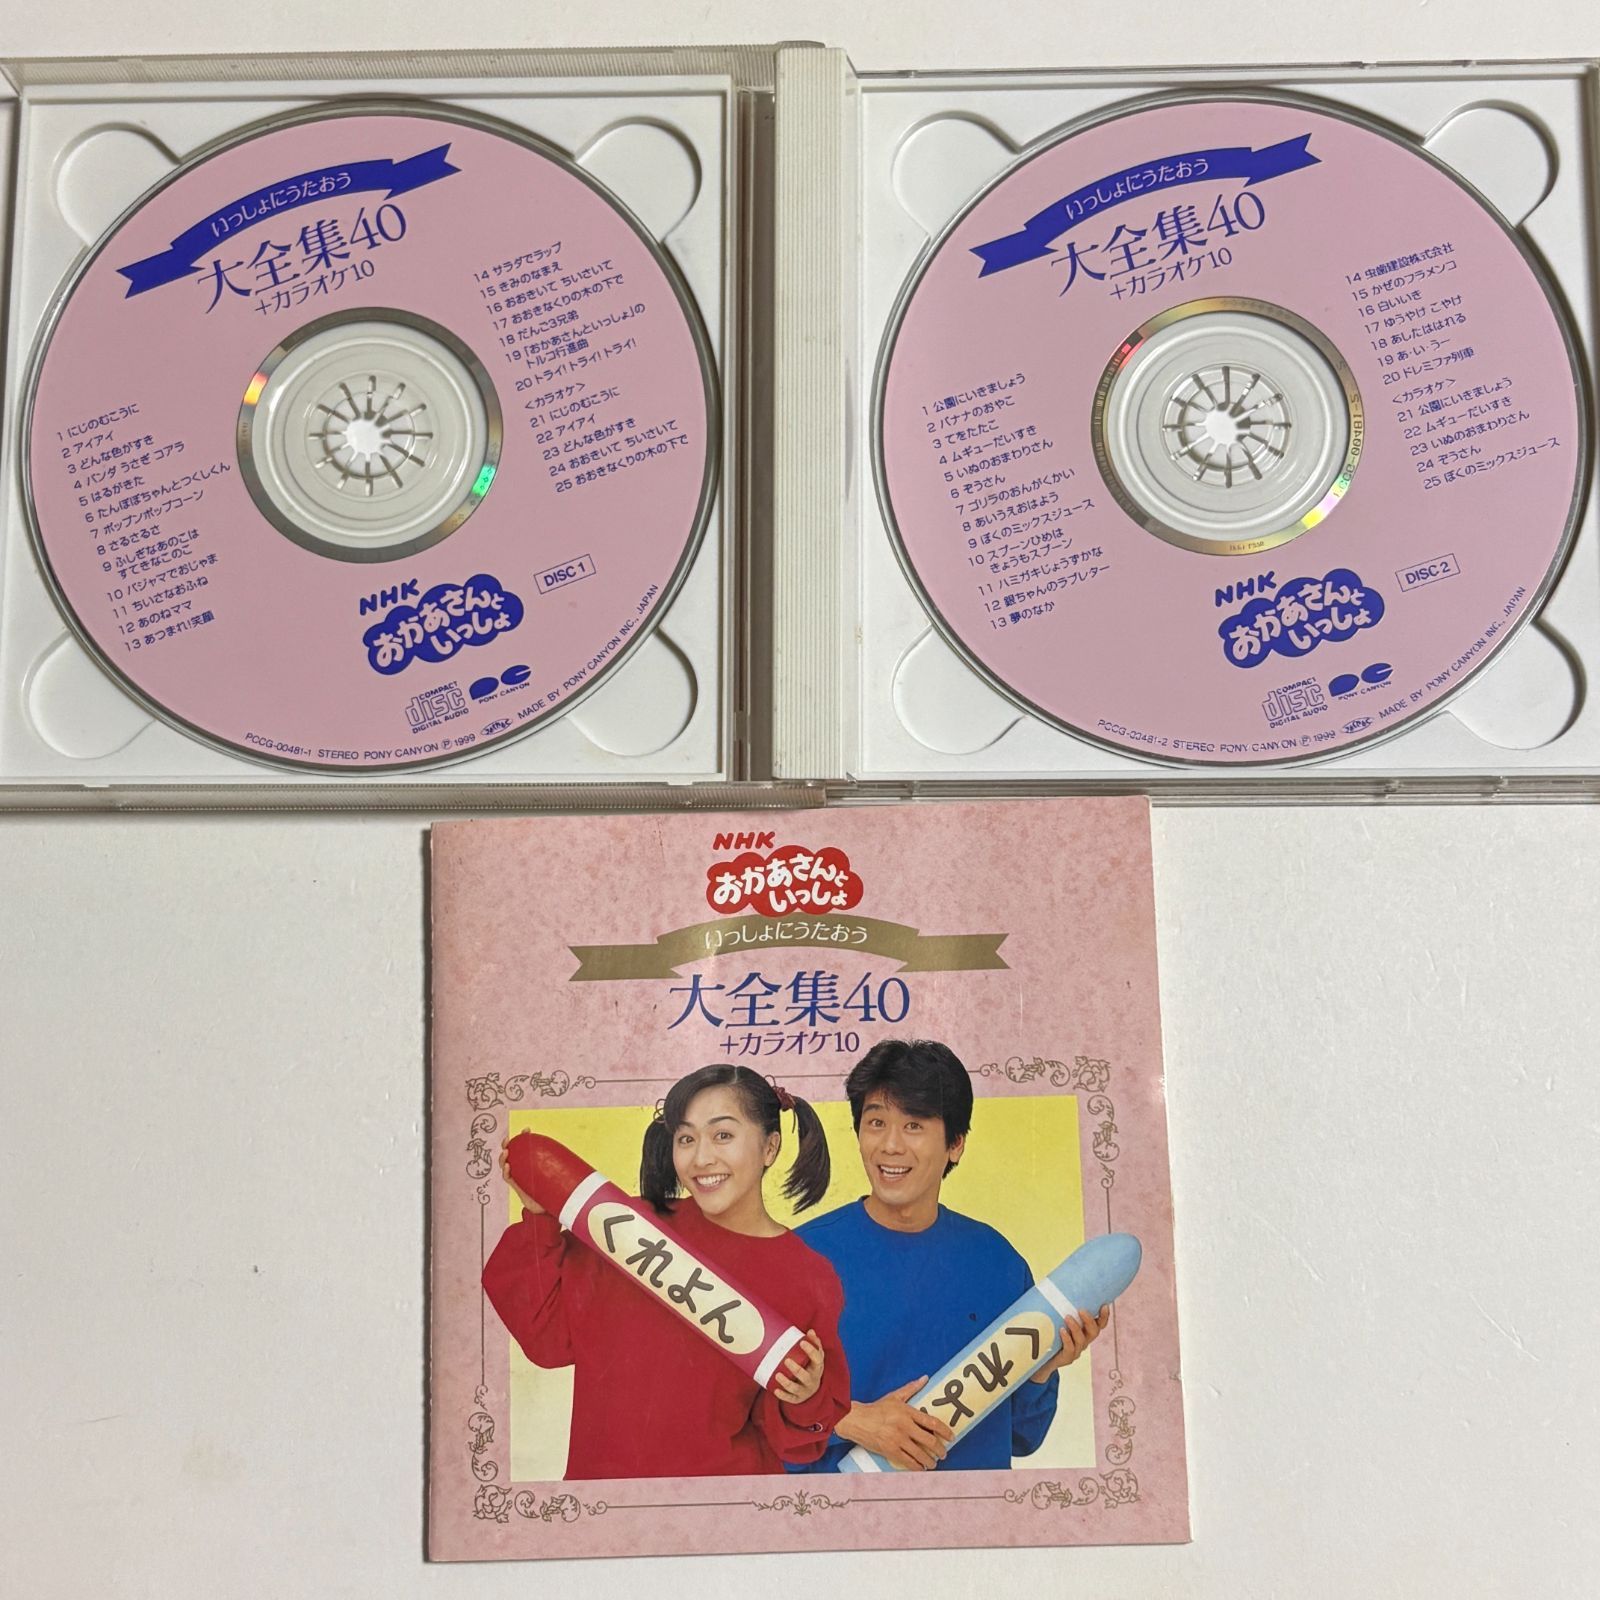 いっしょにうたおう
大全集40
+カラオケ10
1 にじのむこうに
2 アイアイ
3 どんな色がすき
4 パンダ うさぎ コアラ
5 はるがきた
6 たんぽぽちゃんとつくしくん
7 ポップンポップコーン
8 さるさるさ
9 ふしぎなあのこは
すてきなこのこ
10 パジャマでおじゃま
11 ちいさなおふね
12 あのねママ
13 あつまれ!笑顔
14 サラダでラップ
15 きみのなまえ
16 おおきいて ちいさいて
17 おおきなくりの木の下で
18 だんご3兄弟
19 「おかあさんといっしょ」の
トルコ行進曲
20 トライ!トライ!トライ!
<カラオケ>
21 にじのむこうに
22 アイアイ
23 どんな色がすき
24 おおきいて ちいさいて
25 おおきなくりの木の下で
DISC 1
NHK
おかあさんと
いっしょ
COMPACT
disc
DIGITAL AUDIO
PONY CANYON
PCCG-00481-1 STEREO PONY CANYON Ⓟ 1999 JASRAC MADE BY PONY CANYON INC., JAPAN
いっしょにうたおう
大全集40
+カラオケ10
1 公園にいきましょう
2 バナナのおやこ
3 てをたたこ
4 ムギューだいすき
5 いぬのおまわりさん
6 ぞうさん
7 ゴリラのおんがくかい
8 あいうえおはよう
9 ぼくのミックスジュース
10 スプーンひめは
きょうもスプーン
11 ハミガキじょうずかな
12 銀ちゃんのラブレター
13 夢のなか
14 虫歯建設株式会社
15 かぜのフラメンコ
16 白いいき
17 ゆうやけ こやけ
18 あしたははれる
19 あ・い・うー
20 ドレミファ列車
<カラオケ>
21 公園にいきましょう
22 ムギューだいすき
23 いぬのおまわりさん
24 ぞうさん
25 ぼくのミックスジュース
DISC 2
NHK
おかあさんと
いっしょ
COMPACT
disc
DIGITAL AUDIO
PONY CANYON
PCCG-00481-2 STEREO PONY CANYON Ⓟ 1999 JASRAC MADE BY PONY CANYON INC., JAPAN
NHK
おかあさんと
いっしょ
いっしょにうたおう
大全集40
+カラオケ10
くれよん
くれよ